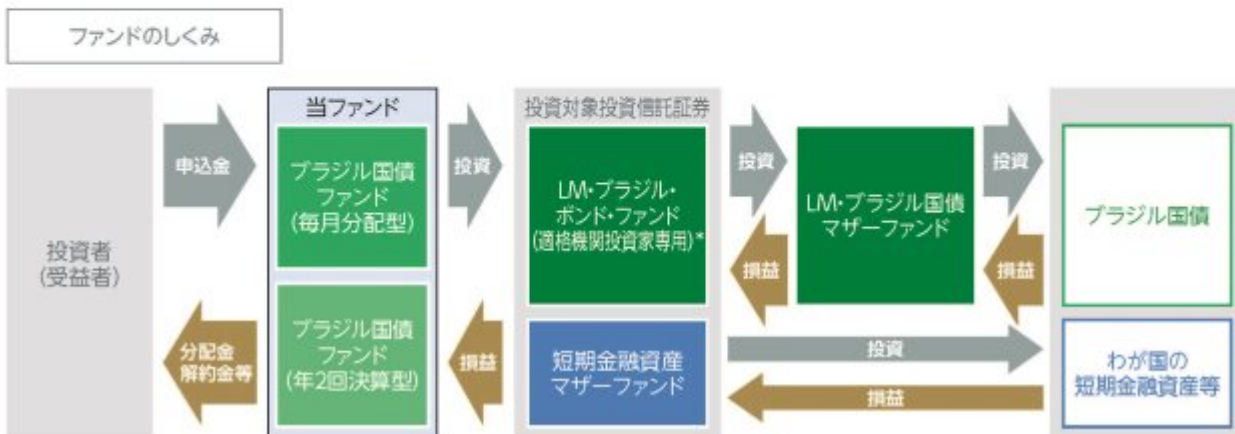 ファンドのしくみ
投資者
(受益者)
申込金
分配金
解約金等
当ファンド
ブラジル国債
ファンド
(毎月分配型)
ブラジル国債
ファンド
(年2回決算型)
投資
損益
投資対象投資信託証券
LM・ブラジル・
ボンド・ファンド
(適格機関投資家専用)*
短期金融資産
マザーファンド
投資
損益
LM・ブラジル国債
マザーファンド
投資
損益
投資
損益
ブラジル国債
わが国の
短期金融資産等